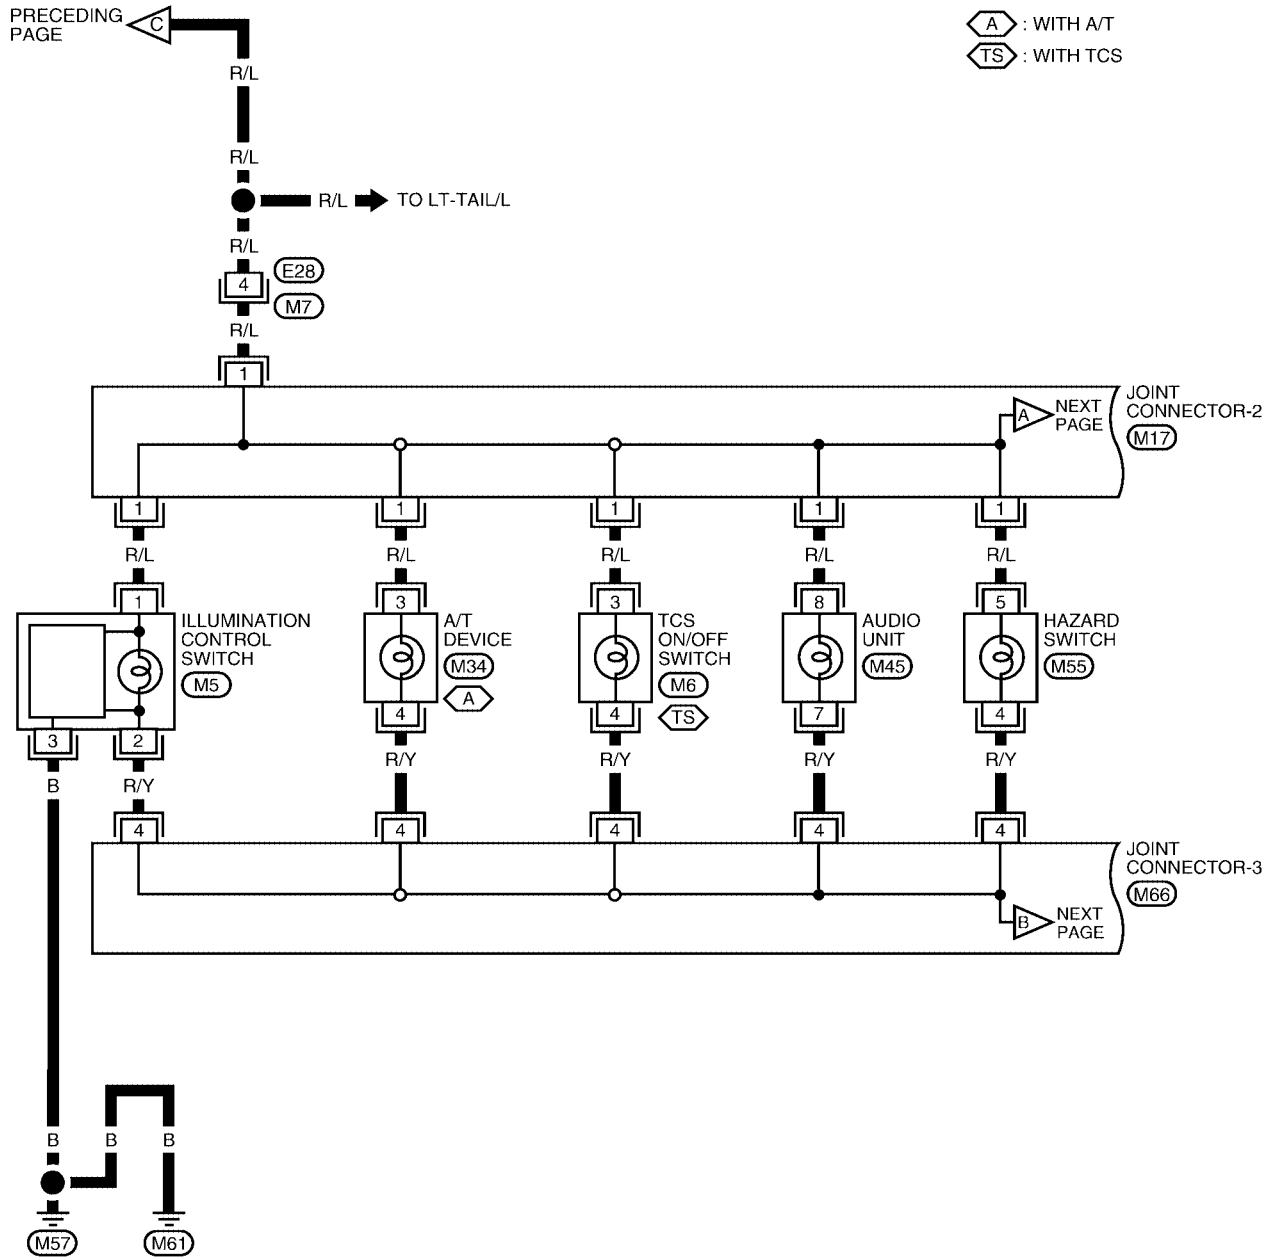 PRECEDING
PAGE
C
A : WITH A/T
TS : WITH TCS
R/L
R/L
R/L TO LT-TAIL/L
R/L
E28
4
M7
R/L
1
JOINT
CONNECTOR-2
M17
A NEXT
PAGE
1 1 1 1 1
R/L R/L R/L R/L R/L
1 3 3 8 5
ILLUMINATION
CONTROL
SWITCH
M5
A/T
DEVICE
M34
A
TCS
ON/OFF
SWITCH
M6
TS
AUDIO
UNIT
M45
HAZARD
SWITCH
M55
3 2 4 4 7 4
B R/Y R/Y R/Y R/Y R/Y
4 4 4 4 4
JOINT
CONNECTOR-3
M66
B NEXT
PAGE
B B B
M57 M61